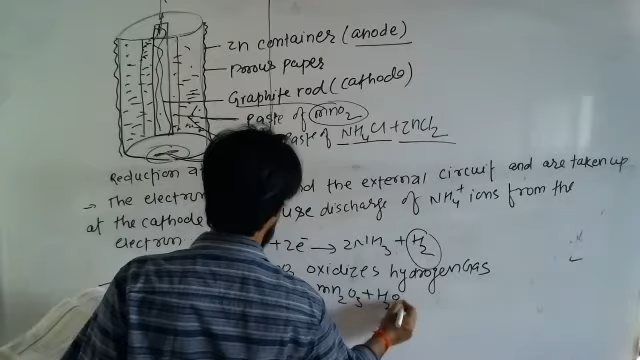 Zn container (anode)
Porous paper
Graphite rod (cathode)
Paste of MnO2
Paste of NH4Cl + ZnCl2
Reduction
→ The electron the external circuit and are taken up
at the cathode discharge of NH4+ ions from the
electron
+ 2e- → 2NH3 + H2
oxidizes hydrogen gas
Mn2O3 + H2O